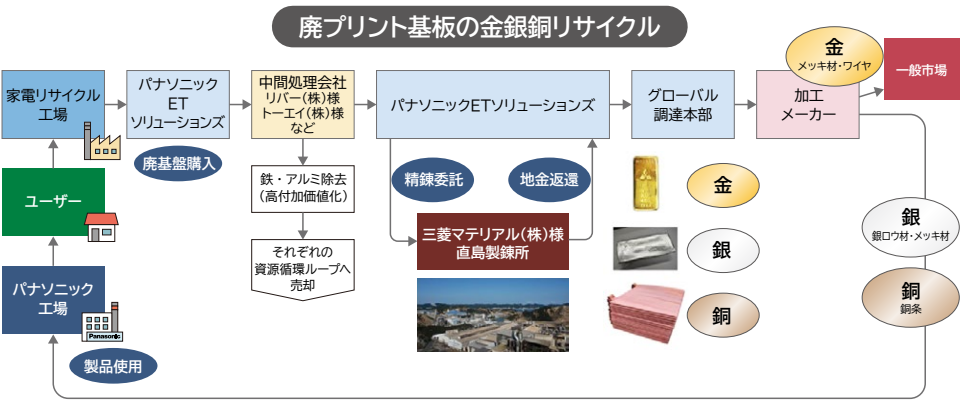 廃プリント基板の金銀銅リサイクル
家電リサイクル
工場
パナソニック
ET
ソリューションズ
中間処理会社
リバー(株)様
トーエイ(株)様
など
パナソニックETソリューションズ
グローバル
調達本部
加工
メーカー
金
メッキ材・ワイヤ
一般市場
廃基盤購入
ユーザー
鉄・アルミ除去
(高付加価値化)
精錬委託
地金返還
金
三菱マテリアル(株)様
直島製錬所
銀
銀
銀ロウ材・メッキ材
それぞれの
資源循環ループへ
売却
パナソニック
工場
Panasonic
銅
銅
銅条
製品使用